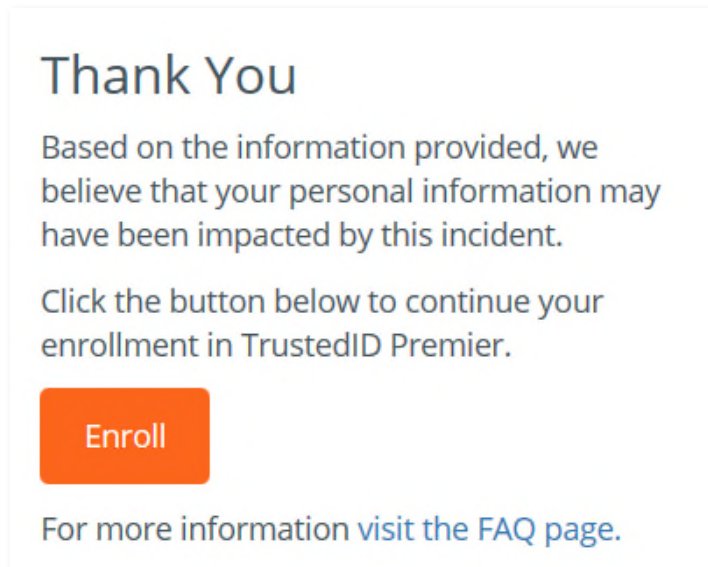 Thank You
Based on the information provided, we
believe that your personal information may
have been impacted by this incident.
Click the button below to continue your
enrollment in TrustedID Premier.
Enroll
For more information visit the FAQ page.